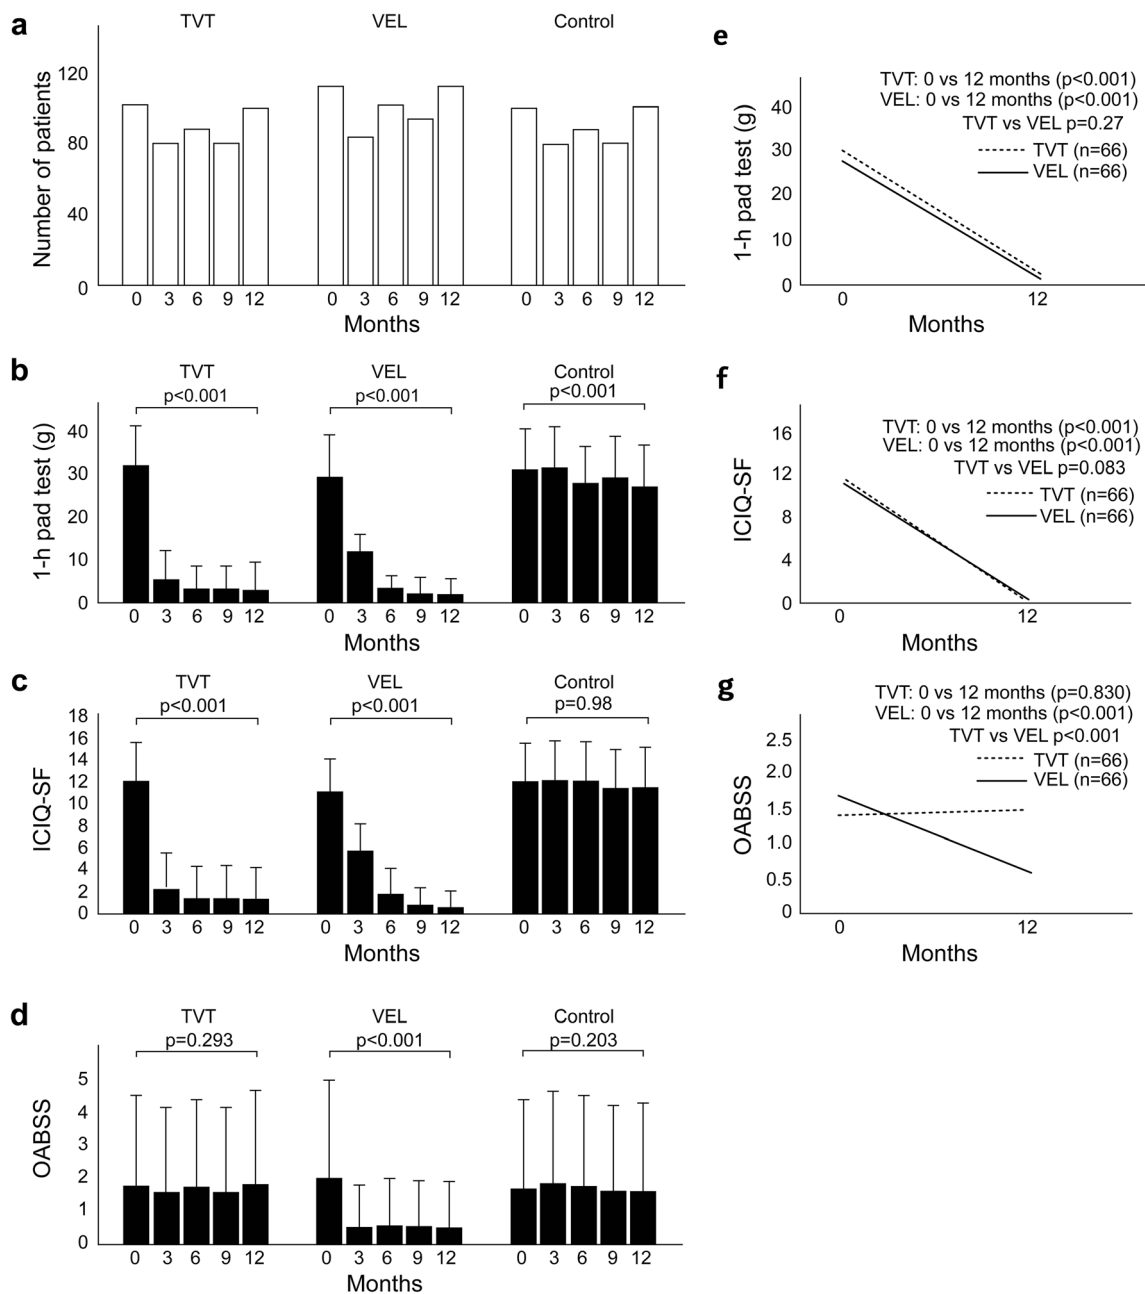 a
TVT VEL Control
Number of patients
120
80
40
0
0 3 6 9 12 0 3 6 9 12 0 3 6 9 12
Months
b
TVT VEL Control
p<0.001 p<0.001 p<0.001
1-h pad test (g)
40
30
20
10
0
0 3 6 9 12 0 3 6 9 12 0 3 6 9 12
Months
c
TVT VEL Control
p<0.001 p<0.001 p=0.98
ICIQ-SF
18
16
14
12
10
8
6
4
2
0
0 3 6 9 12 0 3 6 9 12 0 3 6 9 12
Months
d
TVT VEL Control
p=0.293 p<0.001 p=0.203
OABSS
5
4
3
2
1
0
0 3 6 9 12 0 3 6 9 12 0 3 6 9 12
Months
e
TVT: 0 vs 12 months (p<0.001)
VEL: 0 vs 12 months (p<0.001)
TVT vs VEL p=0.27
TVT (n=66)
VEL (n=66)
1-h pad test (g)
40
30
20
10
0
0 12
Months
f
TVT: 0 vs 12 months (p<0.001)
VEL: 0 vs 12 months (p<0.001)
TVT vs VEL p=0.083
TVT (n=66)
VEL (n=66)
ICIQ-SF
16
12
8
4
0
0 12
Months
g
TVT: 0 vs 12 months (p=0.830)
VEL: 0 vs 12 months (p<0.001)
TVT vs VEL p<0.001
TVT (n=66)
VEL (n=66)
OABSS
2.5
2.0
1.5
1.0
0.5
0
0 12
Months